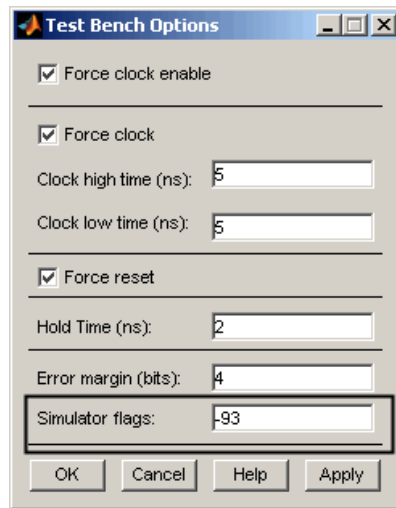 Test Bench Options
Force clock enable
Force clock
Clock high time (ns): 5
Clock low time (ns): 5
Force reset
Hold Time (ns): 2
Error margin (bits): 4
Simulator flags: -93
OK Cancel Help Apply